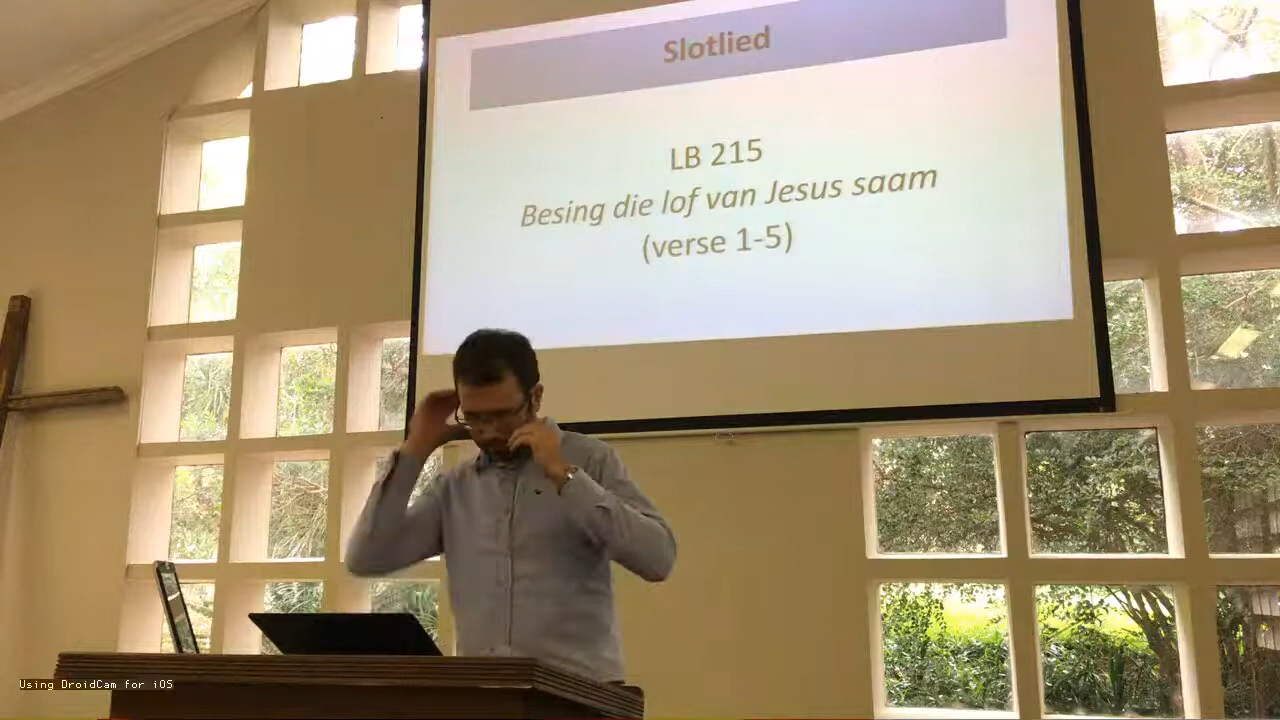 Slotlied
LB 215
Besing die lof van Jesus saam
(verse 1-5)
Using DroidCam for iOS